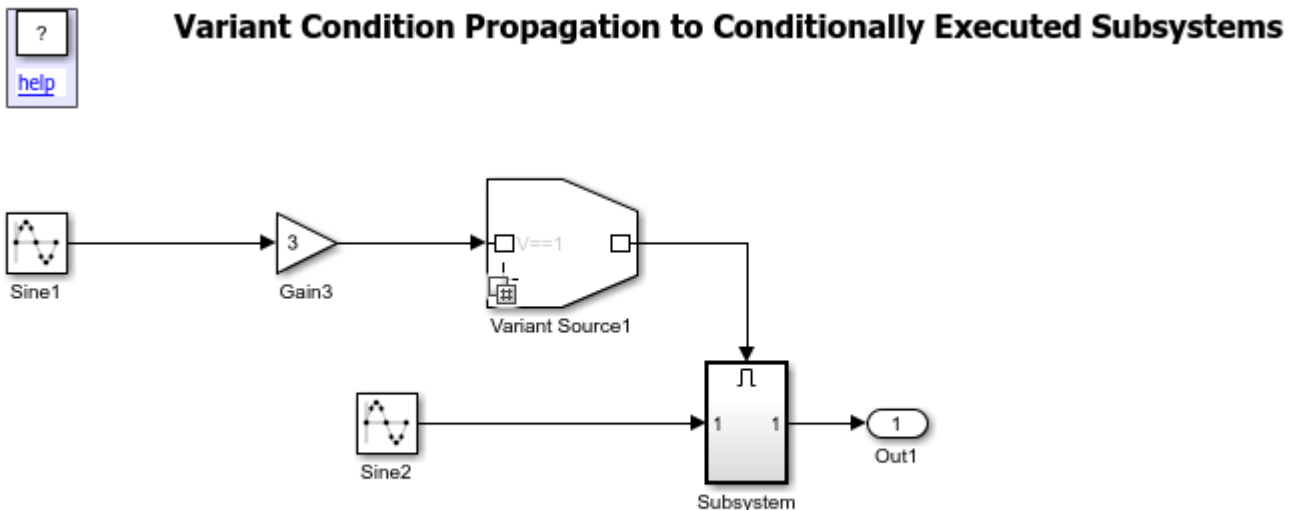 ?
Variant Condition Propagation to Conditionally Executed Subsystems
help
3
V==1
Sine1
Gain3
Variant Source1
1
1
1
Sine2
Out1
Subsystem